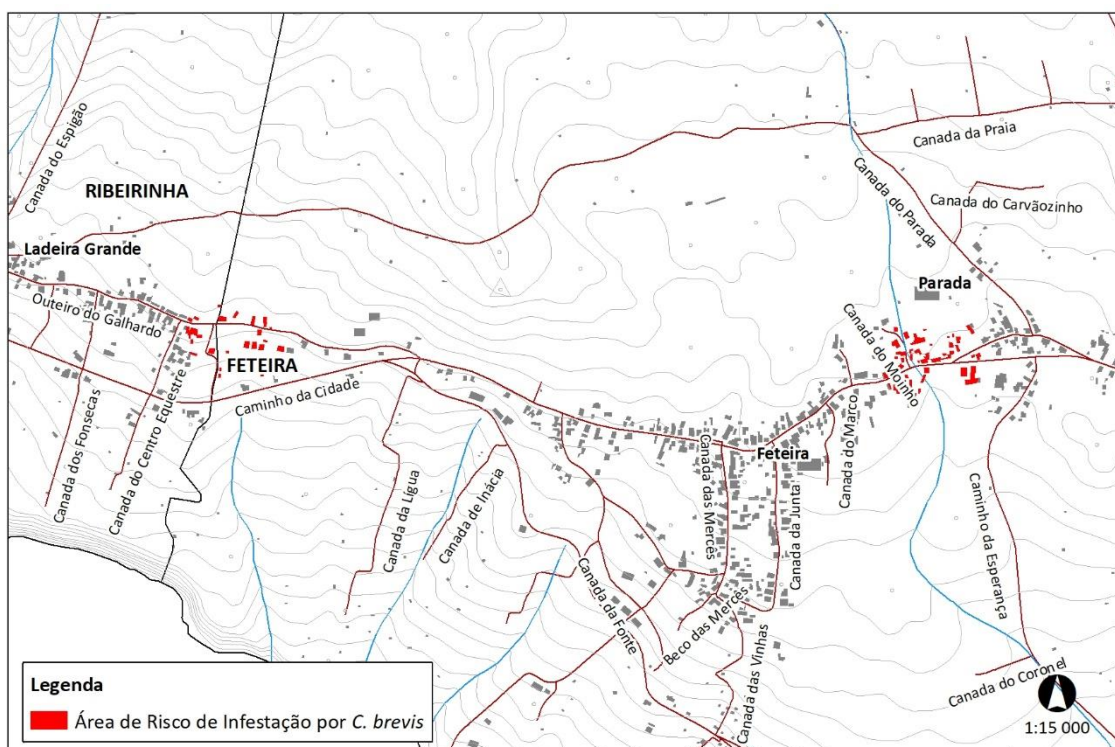 Canada do Espigão
RIBEIRINHA
Ladeira Grande
Outeiro do Galhardo
FETEIRA
Caminho da Cidade
Canada dos Fonsecas
Canada do Centro Equestre
Canada da Lígua
Canada de Inácia
Canada da Fonte
Beco das Mercês
Canada das Mercês
Canada das Vinhas
Feteira
Canada da Junta
Canada do Marco
Canada do Moinho
Parada
Canada da Praia
Canada do Parada
Canada do Carvãozinho
Caminho da Esperança
Canada do Coronel
1:15 000
Legenda
Área de Risco de Infestação por C. brevis